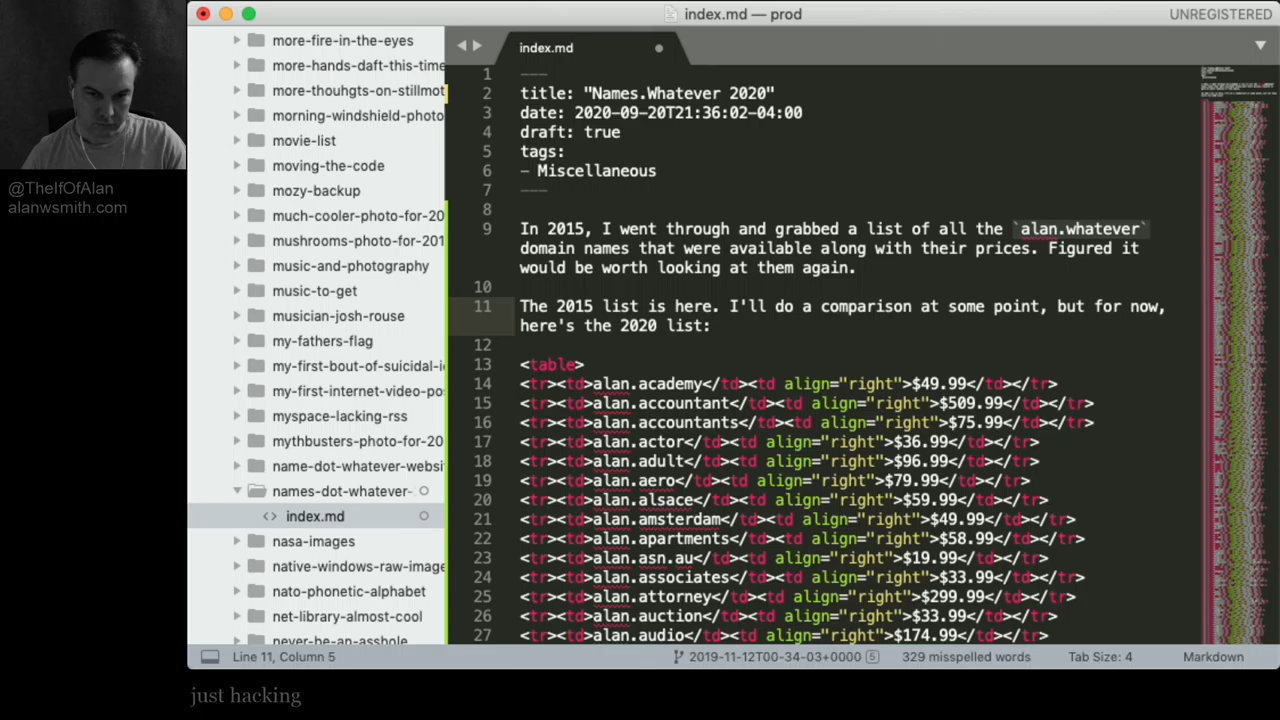 index.md — prod
UNREGISTERED
@TheIfOfAlan
alanwsmith.com
more-fire-in-the-eyes
more-hands-daft-this-time
more-thouhgts-on-stillmot
morning-windshield-photo
movie-list
moving-the-code
mozy-backup
much-cooler-photo-for-20
mushrooms-photo-for-201
music-and-photography
music-to-get
musician-josh-rouse
my-fathers-flag
my-first-bout-of-suicidal-i
my-first-internet-video-po
myspace-lacking-rss
mythbusters-photo-for-20
name-dot-whatever-websi
names-dot-whatever-
<> index.md
nasa-images
native-windows-raw-image
nato-phonetic-alphabet
net-library-almost-cool
never-be-an-asshole
index.md
1 ---
2 title: "Names.Whatever 2020"
3 date: 2020-09-20T21:36:02-04:00
4 draft: true
5 tags:
6 - Miscellaneous
7 ---
8
9 In 2015, I went through and grabbed a list of all the `alan.whatever`
domain names that were available along with their prices. Figured it
would be worth looking at them again.
10
11 The 2015 list is here. I'll do a comparison at some point, but for now,
here's the 2020 list:
12
13 <table>
14 <tr><td>alan.academy</td><td align="right">$49.99</td></tr>
15 <tr><td>alan.accountant</td><td align="right">$509.99</td></tr>
16 <tr><td>alan.accountants</td><td align="right">$75.99</td></tr>
17 <tr><td>alan.actor</td><td align="right">$36.99</td></tr>
18 <tr><td>alan.adult</td><td align="right">$96.99</td></tr>
19 <tr><td>alan.aero</td><td align="right">$79.99</td></tr>
20 <tr><td>alan.alsace</td><td align="right">$59.99</td></tr>
21 <tr><td>alan.amsterdam</td><td align="right">$49.99</td></tr>
22 <tr><td>alan.apartments</td><td align="right">$58.99</td></tr>
23 <tr><td>alan.asn.au</td><td align="right">$19.99</td></tr>
24 <tr><td>alan.associates</td><td align="right">$33.99</td></tr>
25 <tr><td>alan.attorney</td><td align="right">$299.99</td></tr>
26 <tr><td>alan.auction</td><td align="right">$33.99</td></tr>
27 <tr><td>alan.audio</td><td align="right">$174.99</td></tr>
Line 11, Column 5
2019-11-12T00-34-03+0000 5
329 misspelled words
Tab Size: 4
Markdown
just hacking